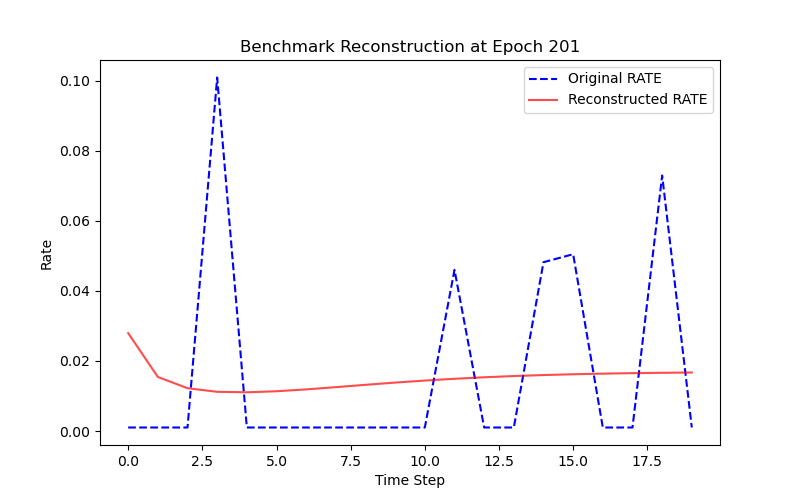 Benchmark Reconstruction at Epoch 201
Original RATE
Reconstructed RATE
Rate
0.10
0.08
0.06
0.04
0.02
0.00
0.0 2.5 5.0 7.5 10.0 12.5 15.0 17.5
Time Step